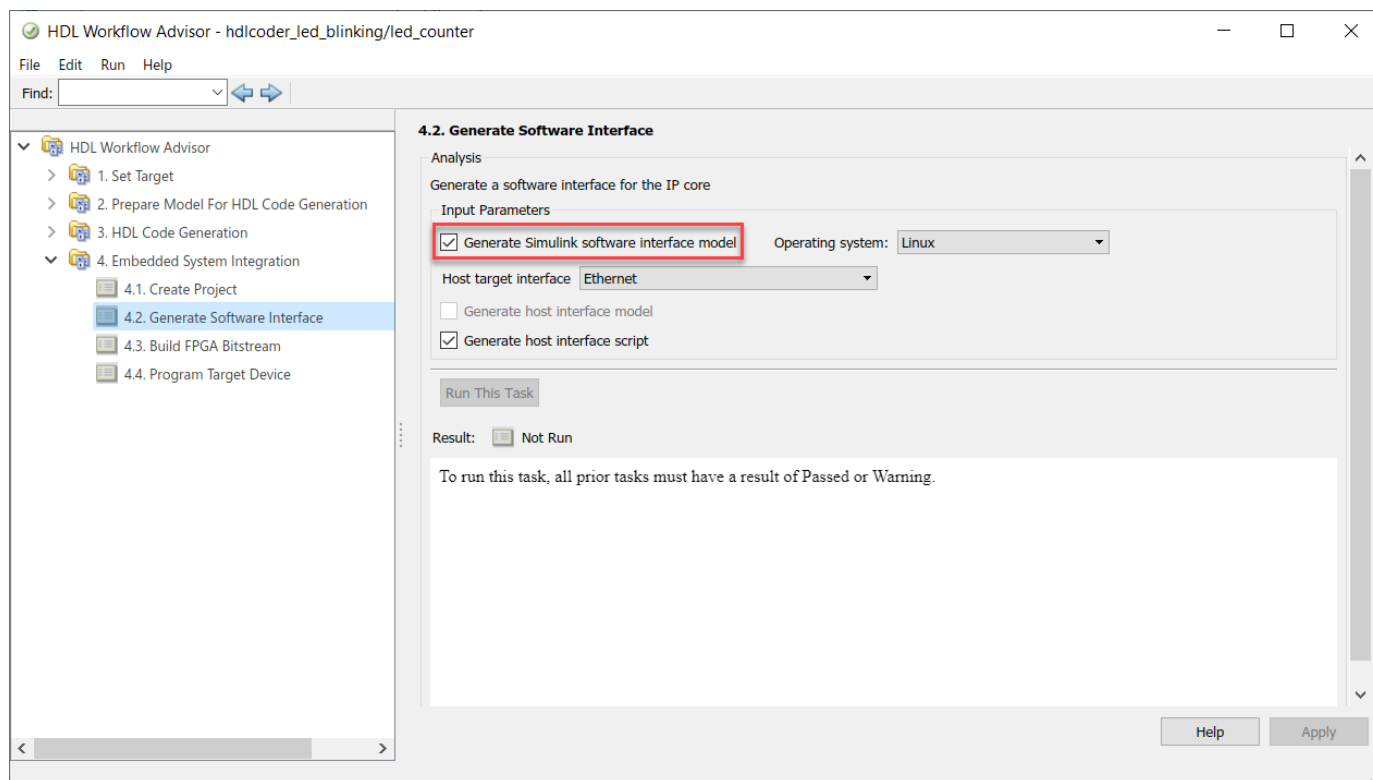 HDL Workflow Advisor - hdlcoder_led_blinking/led_counter
File Edit Run Help
Find:
HDL Workflow Advisor
1. Set Target
2. Prepare Model For HDL Code Generation
3. HDL Code Generation
4. Embedded System Integration
4.1. Create Project
4.2. Generate Software Interface
4.3. Build FPGA Bitstream
4.4. Program Target Device
4.2. Generate Software Interface
Analysis
Generate a software interface for the IP core
Input Parameters
Generate Simulink software interface model Operating system: Linux
Host target interface Ethernet
Generate host interface model
Generate host interface script
Run This Task
Result: Not Run
To run this task, all prior tasks must have a result of Passed or Warning.
Help Apply